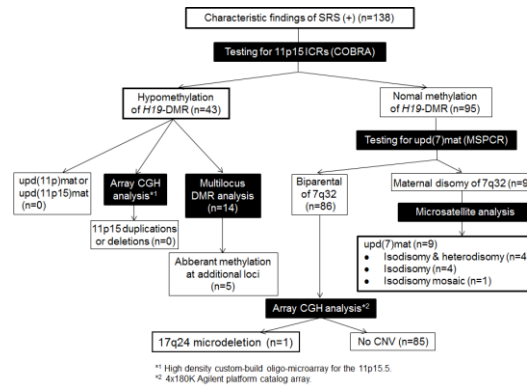 Characteristic findings of SRS (+) (n=138)
Testing for 11p15 ICRs (COBRA)
Hypomethylation
of H19-DMR (n=43)
Nomal methylation
of H19-DMR (n=95)
Testing for upd(7)mat (MSPCR)
upd(11p)mat or
upd(11p15)mat
(n=0)
Array CGH
analysis*1
Multilocus
DMR analysis
(n=14)
Biparental
of 7q32
(n=86)
Maternal disomy of 7q32 (n=9
Microsatellite analysis
11p15 duplications
or deletions (n=0)
Abberant methylation
at additional loci
(n=5)
upd(7)mat (n=9)
• Isodisomy & heterodisomy (n=4
• Isodisomy (n=4)
• Isodisomy mosaic (n=1)
Array CGH analysis*2
17q24 microdeletion (n=1)
No CNV (n=85)
*1 High density custom-build oligo-microarray for the 11p15.5.
*2 4x180K Agilent platform catalog array.